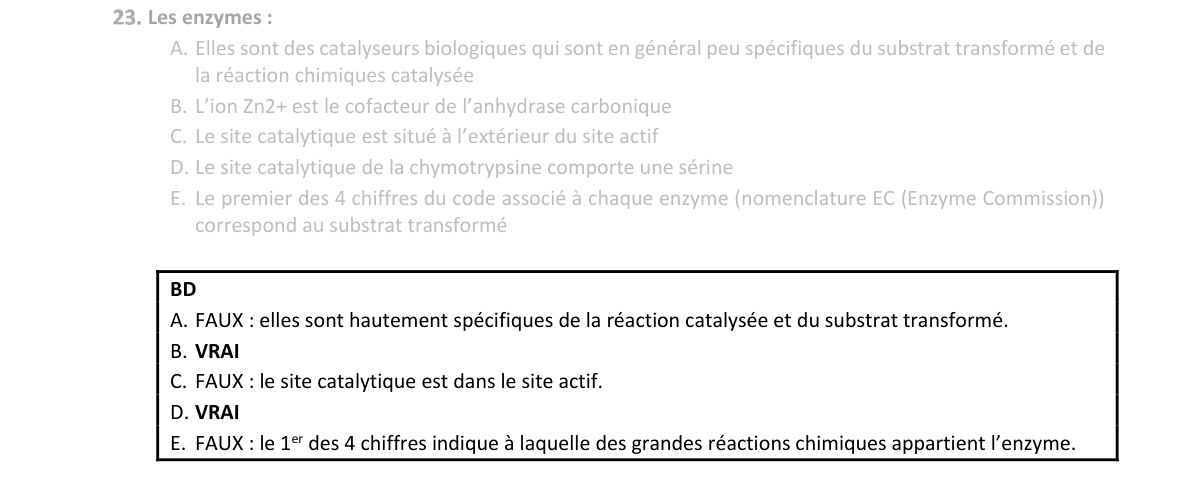 23. Les enzymes :
A. Elles sont des catalyseurs biologiques qui sont en général peu spécifiques du substrat transformé et de
la réaction chimiques catalysée
B. L’ion Zn2+ est le cofacteur de l’anhydrase carbonique
C. Le site catalytique est situé à l’extérieur du site actif
D. Le site catalytique de la chymotrypsine comporte une sérine
E. Le premier des 4 chiffres du code associé à chaque enzyme (nomenclature EC (Enzyme Commission))
correspond au substrat transformé
BD
A. FAUX : elles sont hautement spécifiques de la réaction catalysée et du substrat transformé.
B. VRAI
C. FAUX : le site catalytique est dans le site actif.
D. VRAI
E. FAUX : le 1er des 4 chiffres indique à laquelle des grandes réactions chimiques appartient l’enzyme.